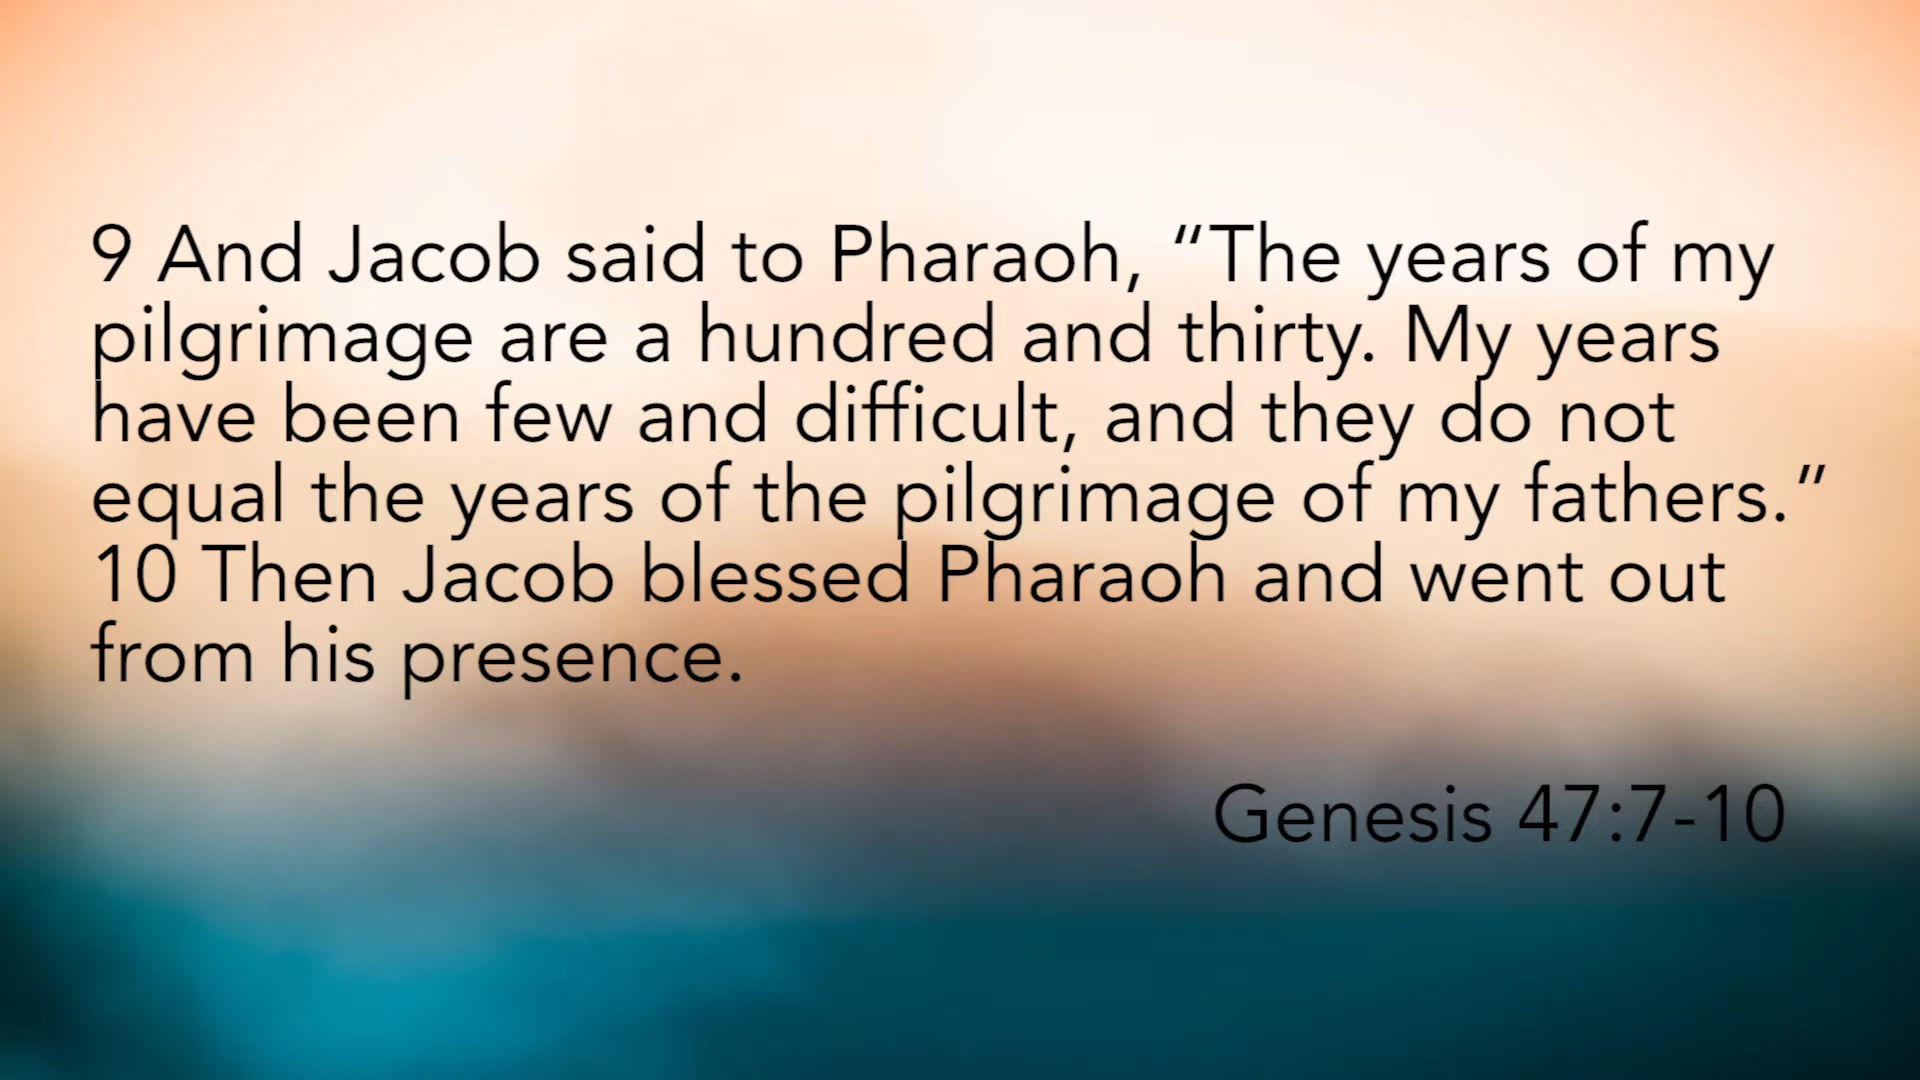 9 And Jacob said to Pharaoh, “The years of my
pilgrimage are a hundred and thirty. My years
have been few and difficult, and they do not
equal the years of the pilgrimage of my fathers.”
10 Then Jacob blessed Pharaoh and went out
from his presence.
Genesis 47:7-10